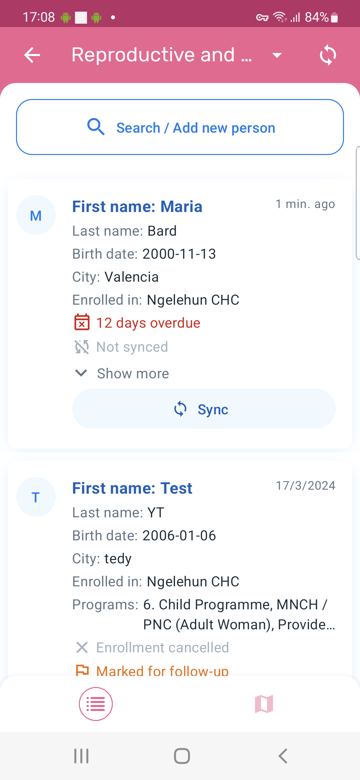 17:08
84%
Reproductive and ...
Search / Add new person
M
First name: Maria
1 min. ago
Last name: Bard
Birth date: 2000-11-13
City: Valencia
Enrolled in: Ngelehun CHC
12 days overdue
Not synced
Show more
Sync
T
First name: Test
17/3/2024
Last name: YT
Birth date: 2006-01-06
City: tedy
Enrolled in: Ngelehun CHC
Programs: 6. Child Programme, MNCH /
PNC (Adult Woman), Provide...
Enrollment cancelled
Marked for follow-up